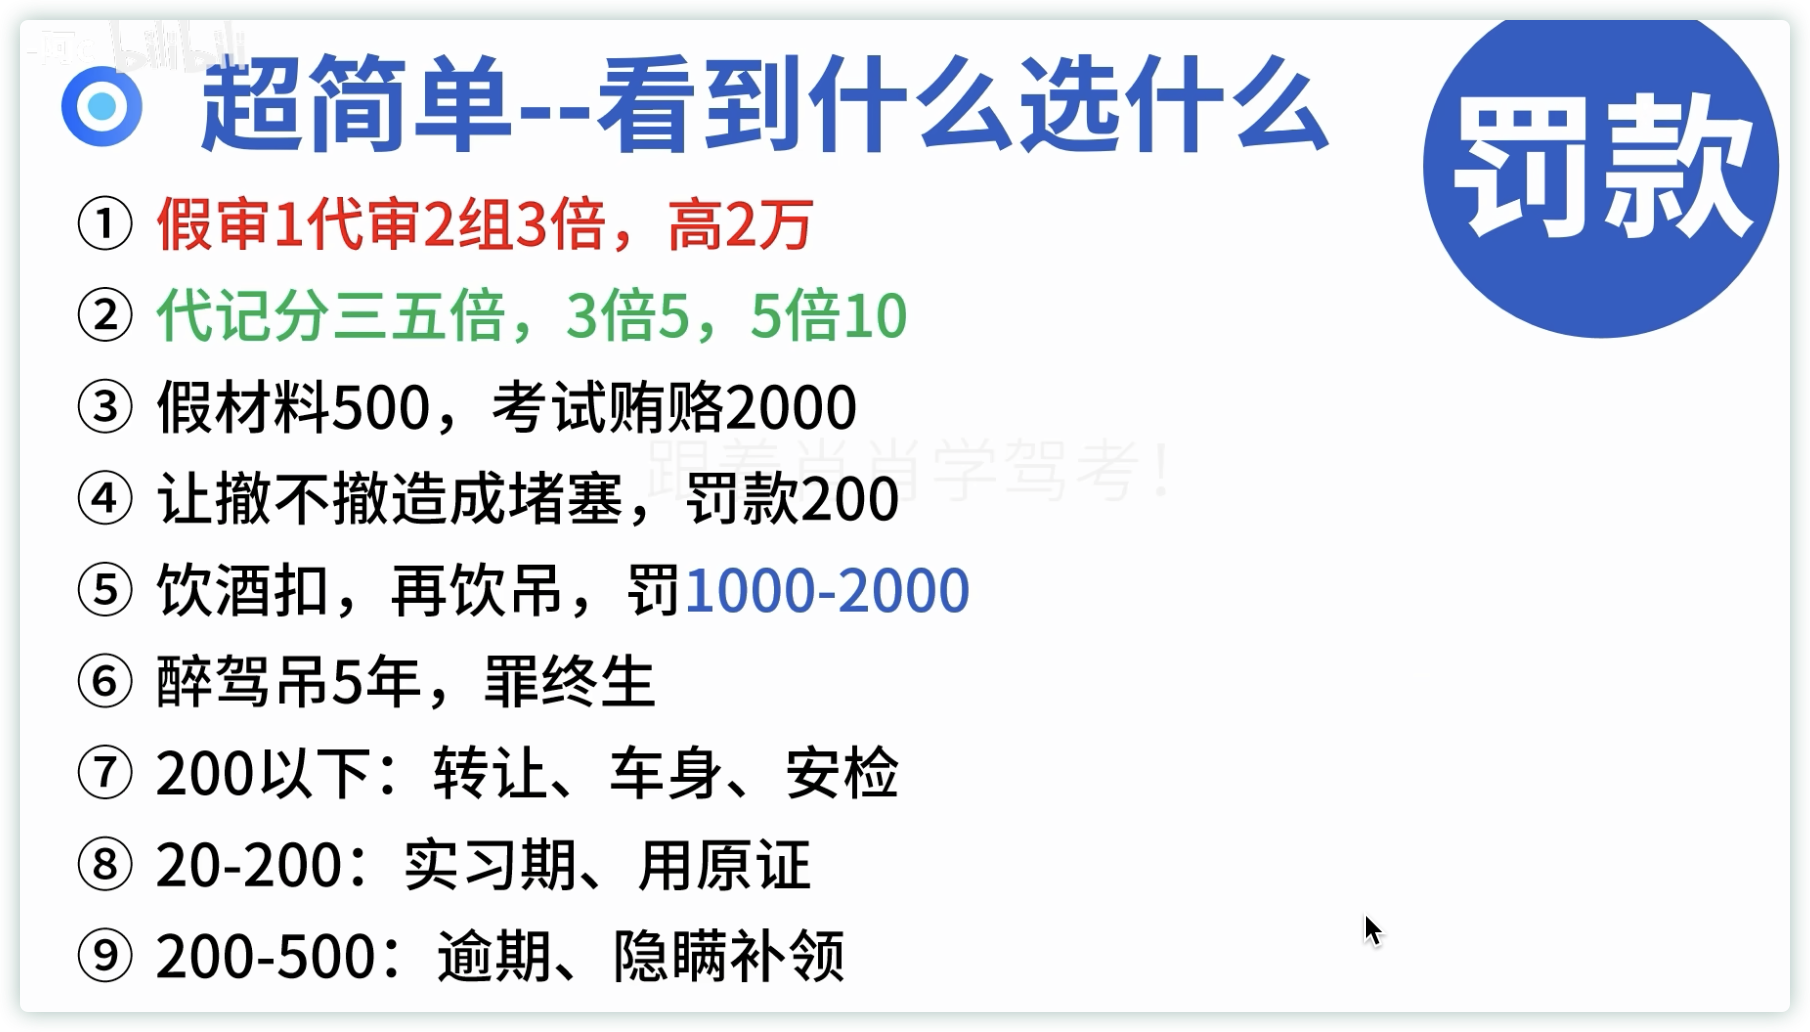 bilibili
超简单--看到什么选什么
罚款
① 假审1代审2组3倍，高2万
② 代记分三五倍，3倍5，5倍10
③ 假材料500，考试贿赂2000
跟着肖肖学驾考！
④ 让撤不撤造成堵塞，罚款200
⑤ 饮酒扣，再饮吊，罚1000-2000
⑥ 醉驾吊5年，罪终生
⑦ 200以下：转让、车身、安检
⑧ 20-200：实习期、用原证
⑨ 200-500：逾期、隐瞒补领